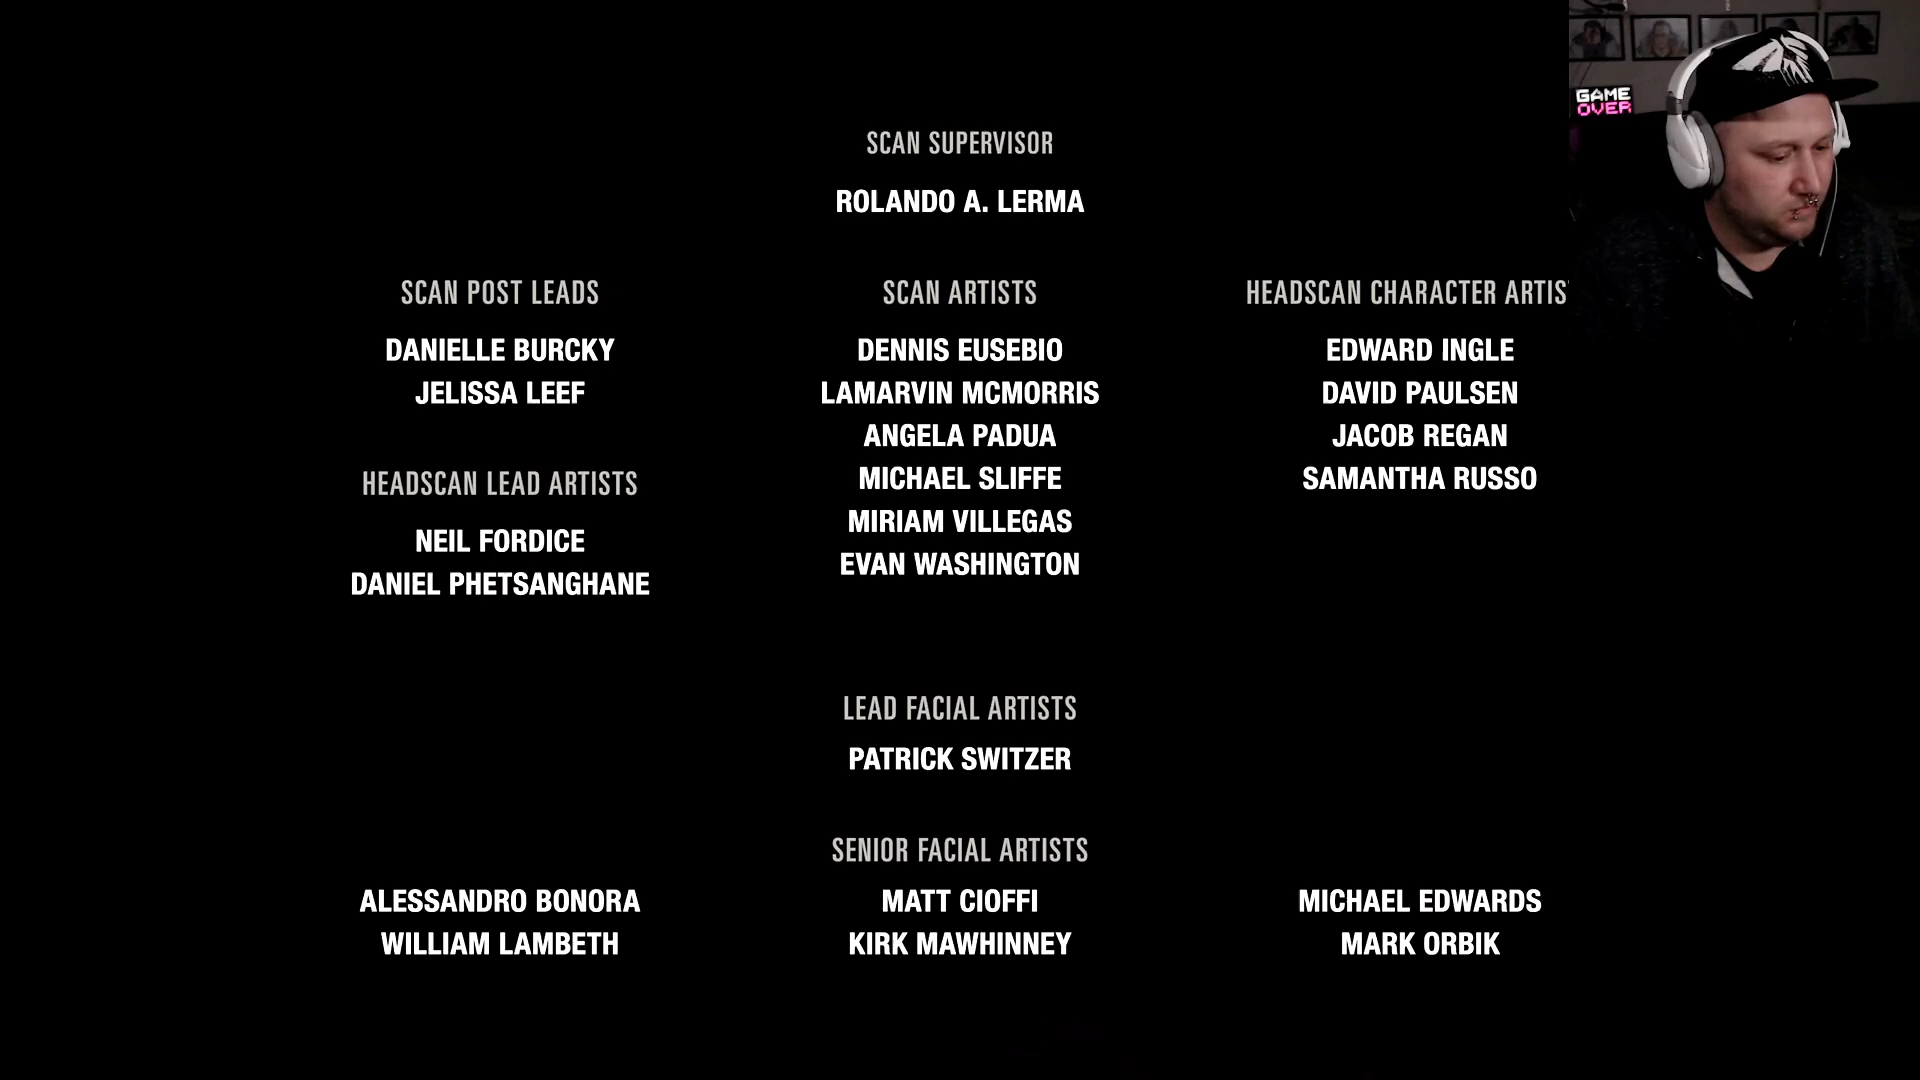 SCAN SUPERVISOR
ROLANDO A. LERMA
SCAN POST LEADS
DANIELLE BURCKY
JELISSA LEEF
HEADSCAN LEAD ARTISTS
NEIL FORDICE
DANIEL PHETSANGHANE
SCAN ARTISTS
DENNIS EUSEBIO
LAMARVIN MCMORRIS
ANGELA PADUA
MICHAEL SLIFFE
MIRIAM VILLEGAS
EVAN WASHINGTON
HEADSCAN CHARACTER ARTIS
EDWARD INGLE
DAVID PAULSEN
JACOB REGAN
SAMANTHA RUSSO
LEAD FACIAL ARTISTS
PATRICK SWITZER
SENIOR FACIAL ARTISTS
ALESSANDRO BONORA
WILLIAM LAMBETH
MATT CIOFFI
KIRK MAWHINNEY
MICHAEL EDWARDS
MARK ORBIK
GAME
OVER